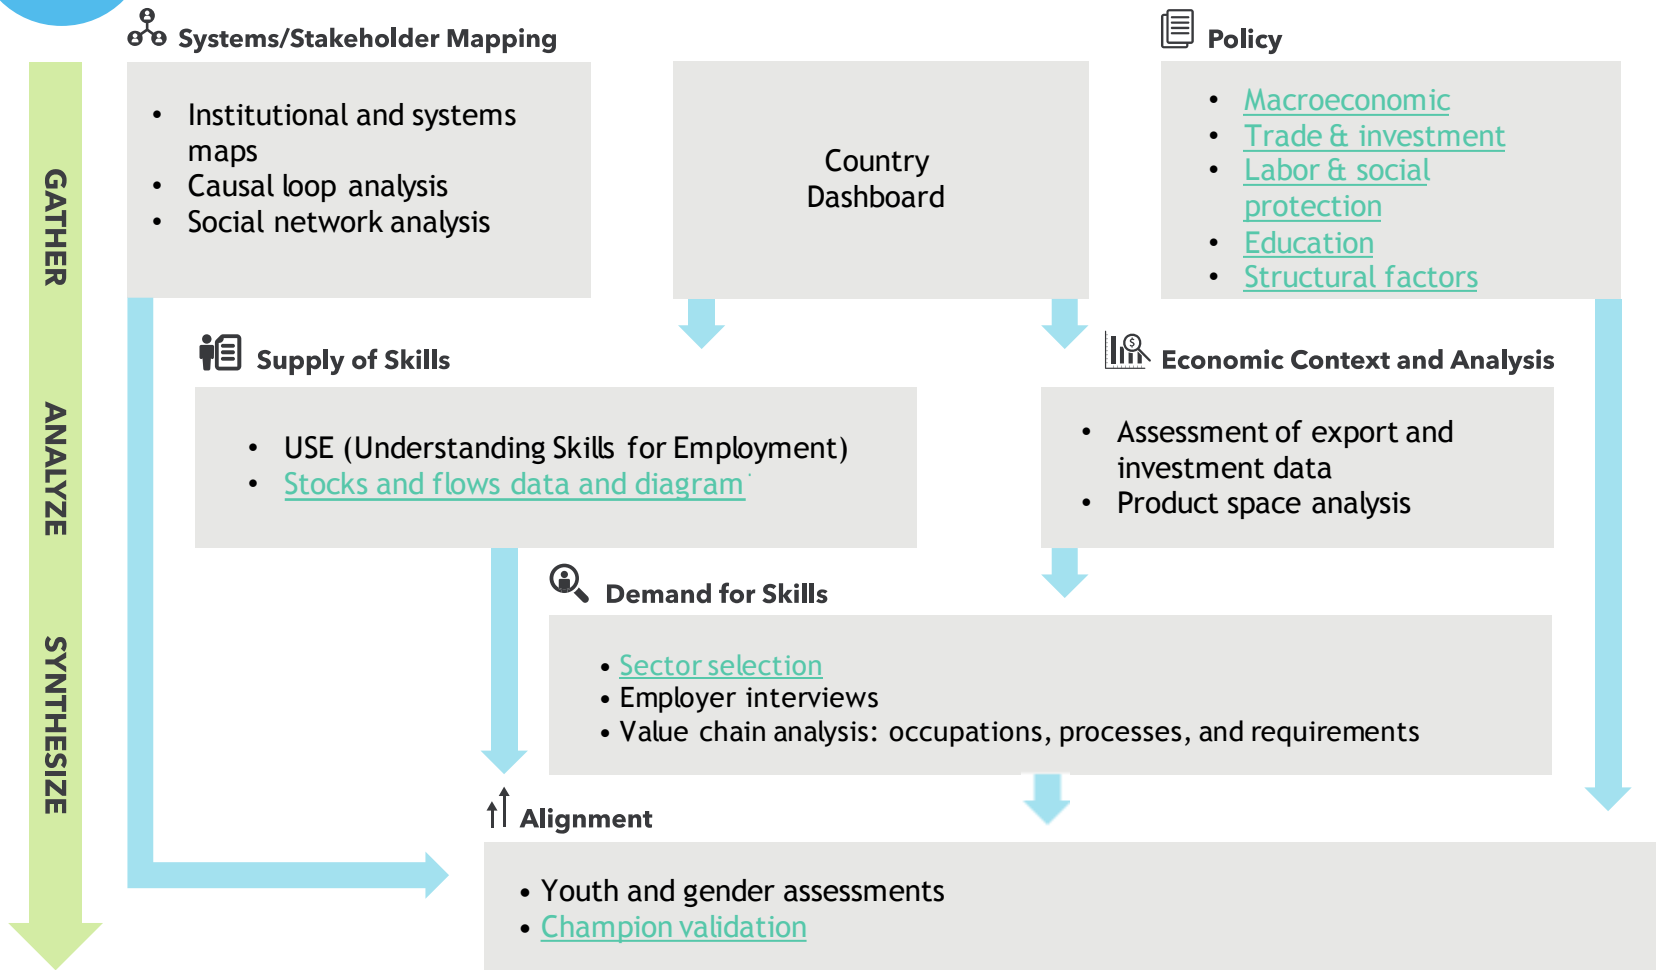 Systems/Stakeholder Mapping
• Institutional and systems
maps
• Causal loop analysis
• Social network analysis
Country
Dashboard
Policy
• Macroeconomic
• Trade & investment
• Labor & social
protection
• Education
• Structural factors
GATHER
Supply of Skills
• USE (Understanding Skills for Employment)
• Stocks and flows data and diagram
Economic Context and Analysis
• Assessment of export and
investment data
• Product space analysis
ANALYZE
Demand for Skills
• Sector selection
• Employer interviews
• Value chain analysis: occupations, processes, and requirements
SYNTHESIZE
Alignment
• Youth and gender assessments
• Champion validation